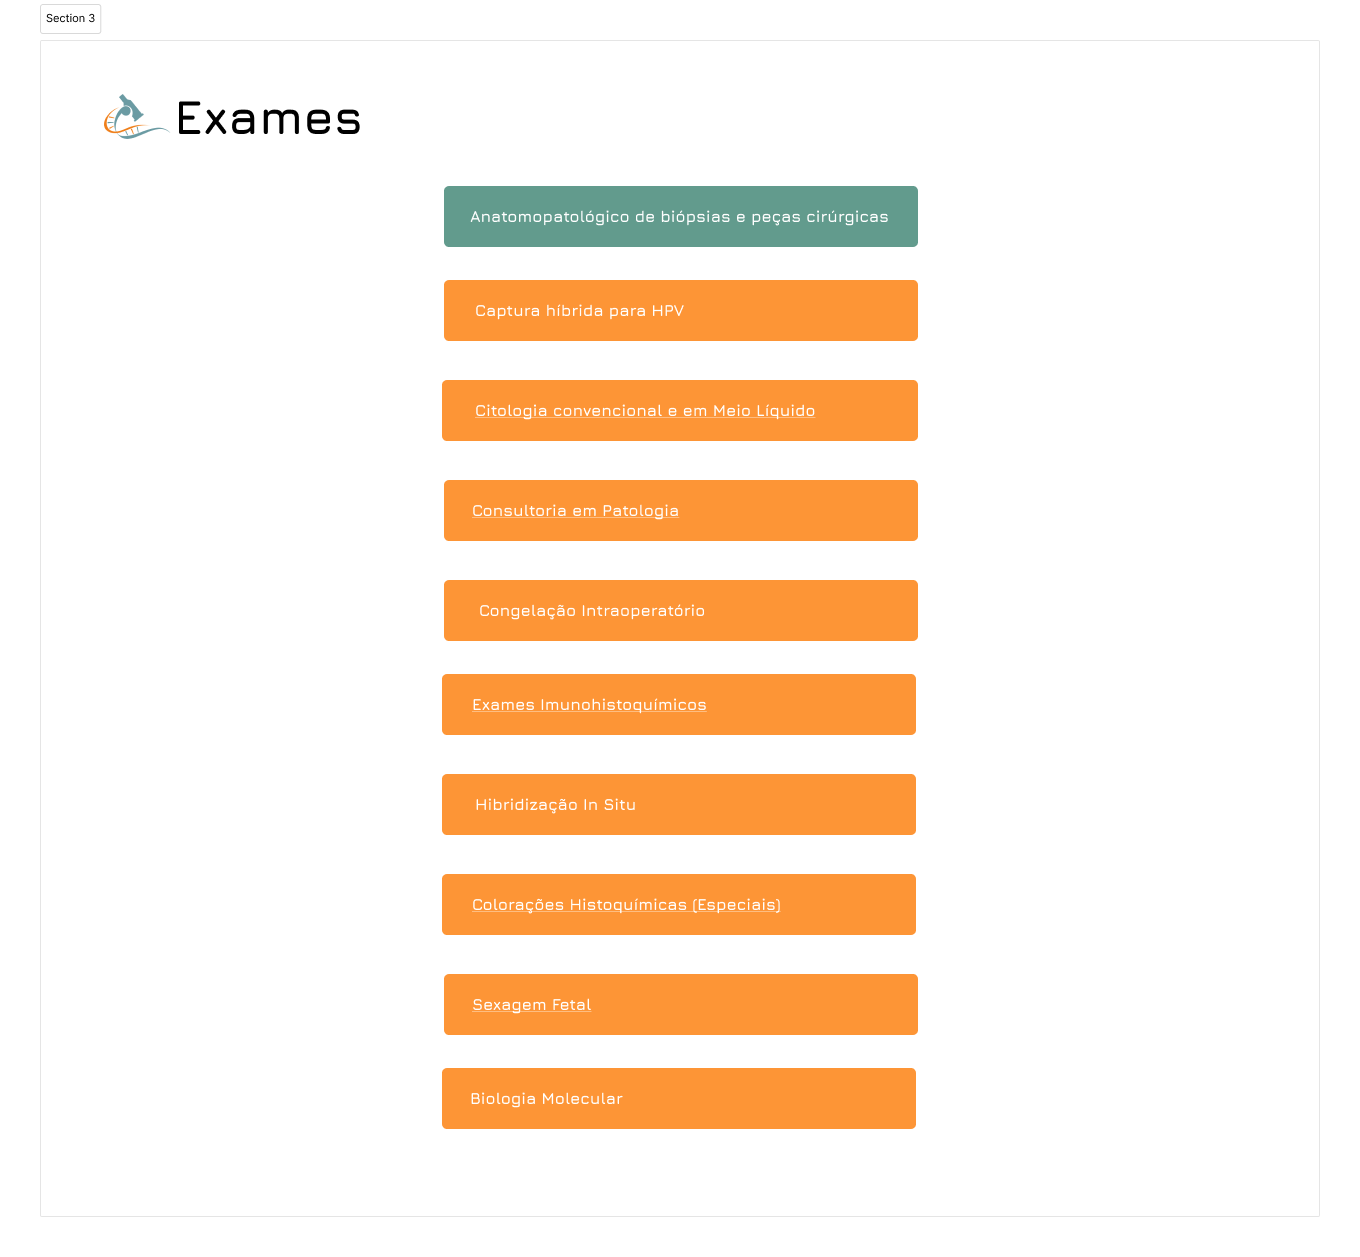 Section 3
Exames
Anatomopatológico de biópsias e peças cirúrgicas
Captura híbrida para HPV
Citologia convencional e em Meio Líquido
Consultoria em Patologia
Congelação Intraoperatório
Exames Imunohistoquímicos
Hibridização In Situ
Colorações Histoquímicas (Especiais)
Sexagem Fetal
Biologia Molecular